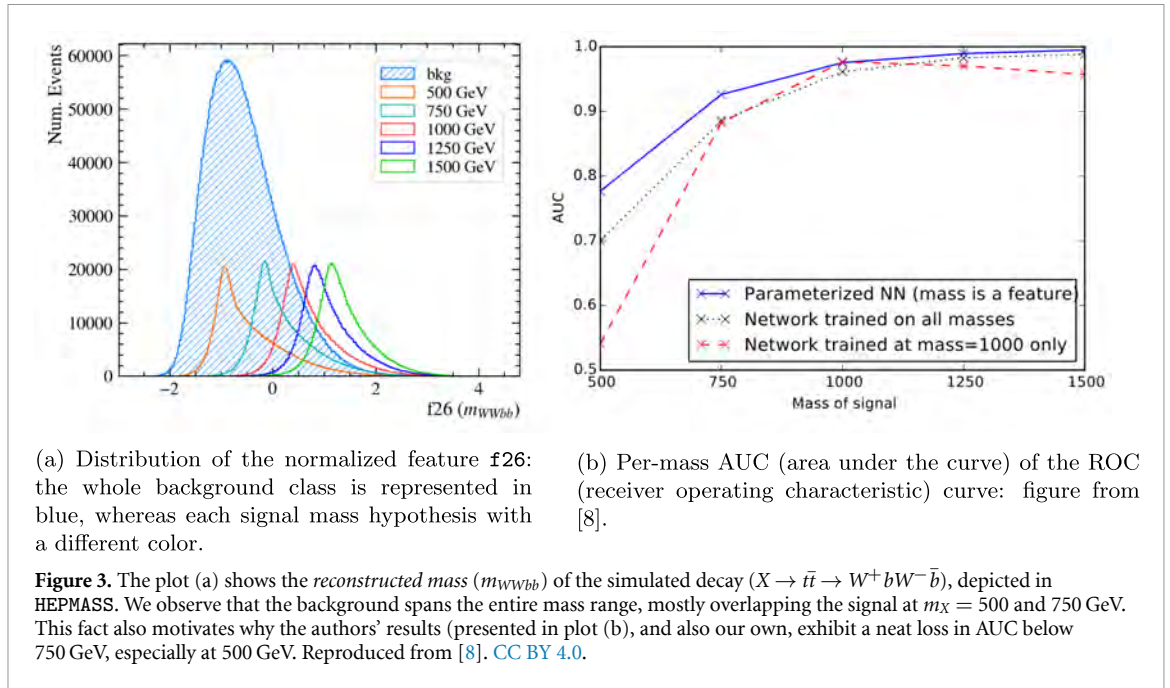 60000
50000
40000
30000
20000
10000
0
Num. Events
bkg
500 GeV
750 GeV
1000 GeV
1250 GeV
1500 GeV
−2
0
2
4
f26 (mWWbb)
1.0
0.9
0.8
0.7
0.6
0.5
AUC
Parameterized NN (mass is a feature)
Network trained on all masses
Network trained at mass=1000 only
500
750
1000
1250
1500
Mass of signal
(a) Distribution of the normalized feature f26:
the whole background class is represented in
blue, whereas each signal mass hypothesis with
a different color.
(b) Per-mass AUC (area under the curve) of the ROC
(receiver operating characteristic) curve: figure from
[8].
Figure 3. The plot (a) shows the reconstructed mass (mWWbb) of the simulated decay (X → tt̄ → W⁺bW⁻b̄), depicted in
HEPMASS. We observe that the background spans the entire mass range, mostly overlapping the signal at mX = 500 and 750 GeV.
This fact also motivates why the authors’ results (presented in plot (b), and also our own, exhibit a neat loss in AUC below
750 GeV, especially at 500 GeV. Reproduced from [8]. CC BY 4.0.